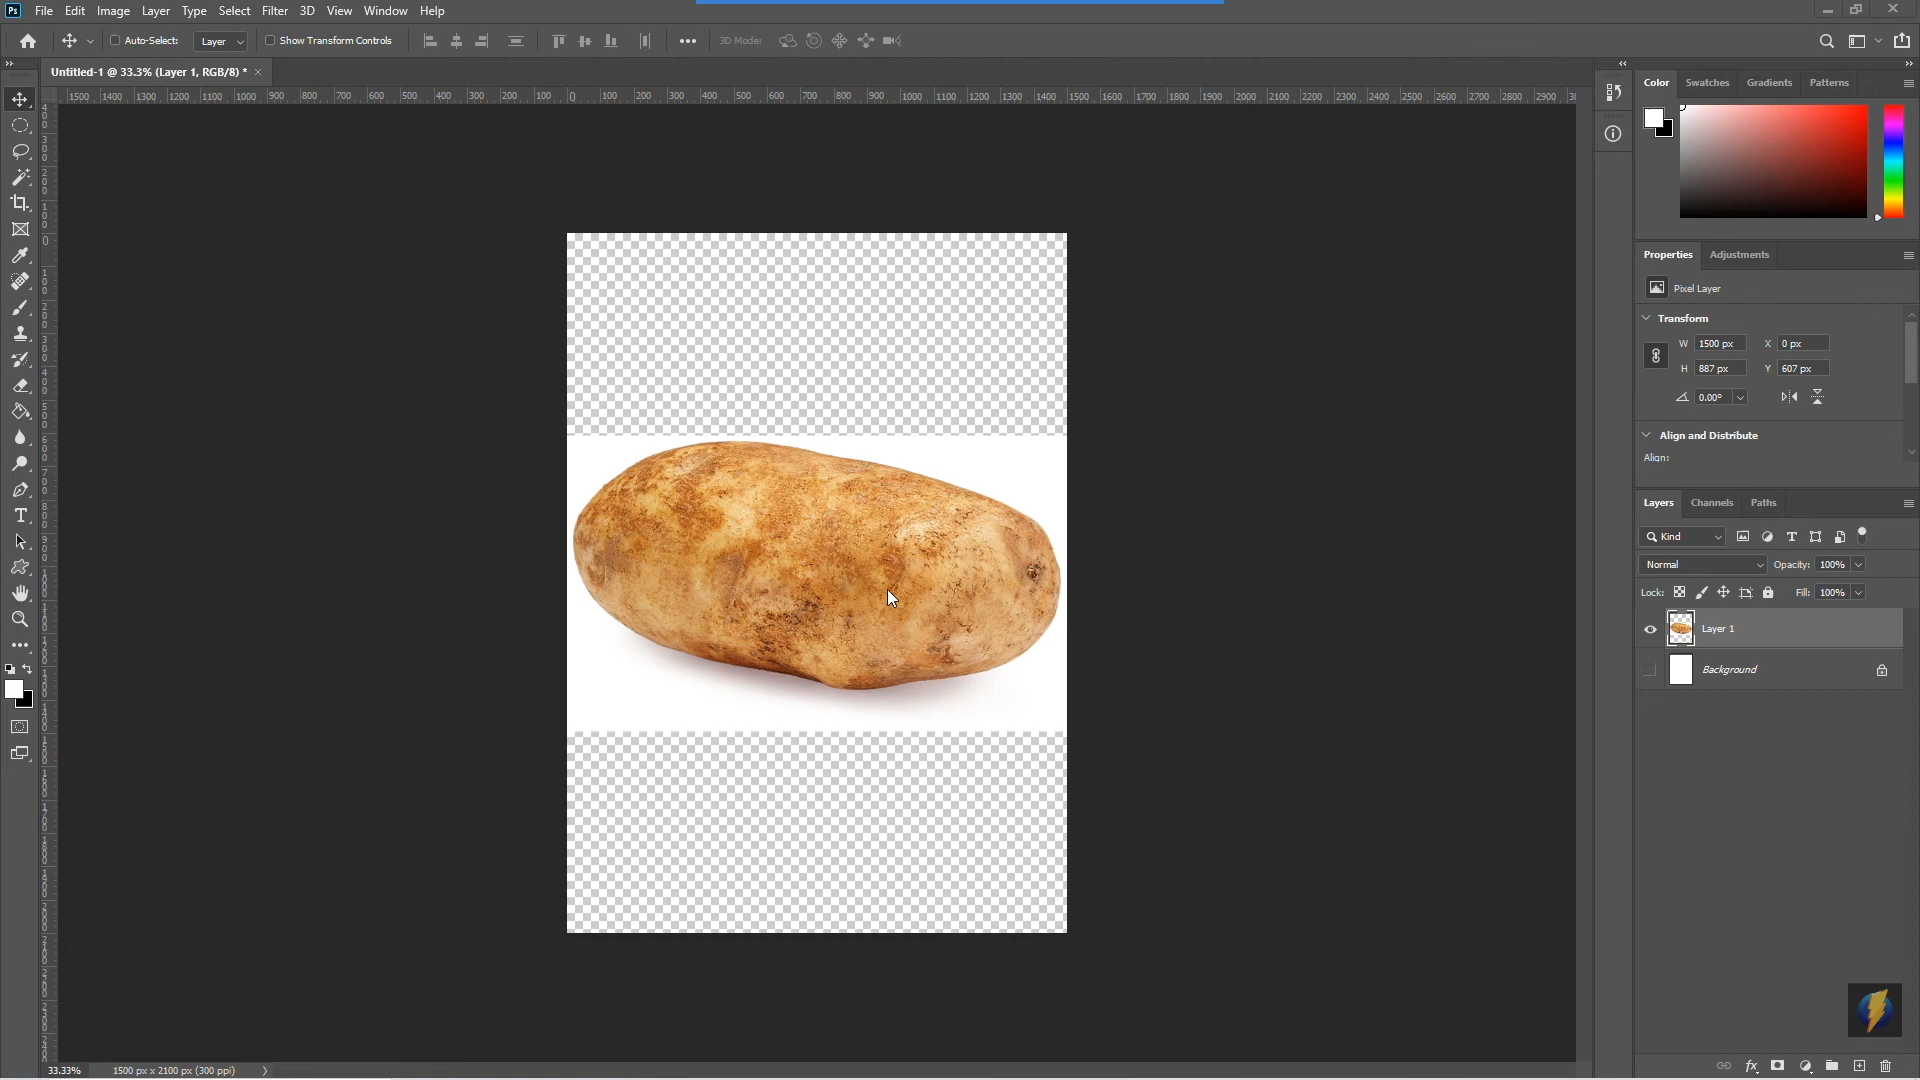 Ps File Edit Image Layer Type Select Filter 3D View Window Help
Auto-Select: Layer Show Transform Controls 3D Mode:
Untitled-1 @ 33.3% (Layer 1, RGB/8) *
1500 1400 1300 1200 1100 1000 900 800 700 600 500 400 300 200 100 0 100 200 300 400 500 600 700 800 900 1000 1100 1200 1300 1400 1500 1600 1700 1800 1900 2000 2100 2200 2300 2400 2500 2600 2700 2800 2900
Color Swatches Gradients Patterns
Properties Adjustments
Pixel Layer
Transform
W 1500 px X 0 px
H 887 px Y 607 px
0.00°
Align and Distribute
Align:
Layers Channels Paths
Kind
Normal Opacity: 100%
Lock: Fill: 100%
Layer 1
Background
33.33% 1500 px x 2100 px (300 ppi)